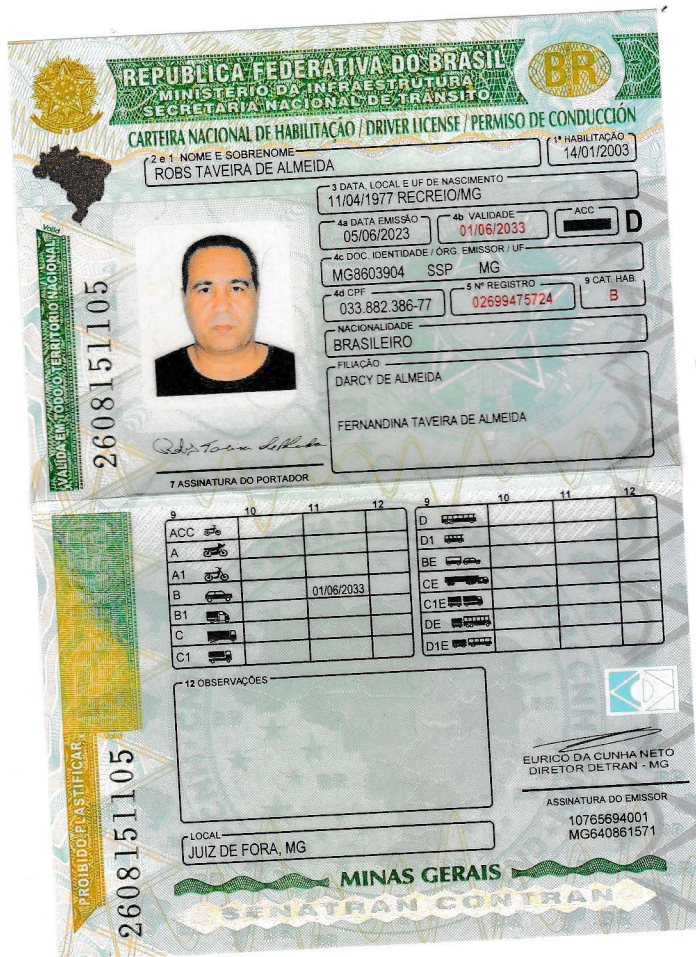 REPÚBLICA FEDERATIVA DO BRASIL
MINISTÉRIO DA INFRAESTRUTURA
SECRETARIA NACIONAL DE TRÂNSITO
BR
CARTEIRA NACIONAL DE HABILITAÇÃO / DRIVER LICENSE / PERMISO DE CONDUCCIÓN
2 e 1 NOME E SOBRENOME
ROBS TAVEIRA DE ALMEIDA
1ª HABILITAÇÃO
14/01/2003
3 DATA, LOCAL E UF DE NASCIMENTO
11/04/1977 RECREIO/MG
4a DATA EMISSÃO
05/06/2023
4b VALIDADE
01/06/2033
ACC
D
4c DOC. IDENTIDADE / ÓRG. EMISSOR / UF
MG8603904 SSP MG
4d CPF
033.882.386-77
5 Nº REGISTRO
02699475724
9 CAT. HAB.
B
NACIONALIDADE
BRASILEIRO
FILIAÇÃO
DARCY DE ALMEIDA
FERNANDINA TAVEIRA DE ALMEIDA
7 ASSINATURA DO PORTADOR
VÁLIDA EM TODO O TERRITÓRIO NACIONAL
2608151105
9 10 11 12
ACC
A
A1
B 01/06/2033
B1
C
C1
9 10 11 12
D
D1
BE
CE
C1E
DE
D1E
12 OBSERVAÇÕES
EURICO DA CUNHA NETO
DIRETOR DETRAN - MG
ASSINATURA DO EMISSOR
10765694001
MG640861571
LOCAL
JUIZ DE FORA, MG
PROIBIDO PLASTIFICAR
2608151105
MINAS GERAIS
SENATRAN CONTRAN